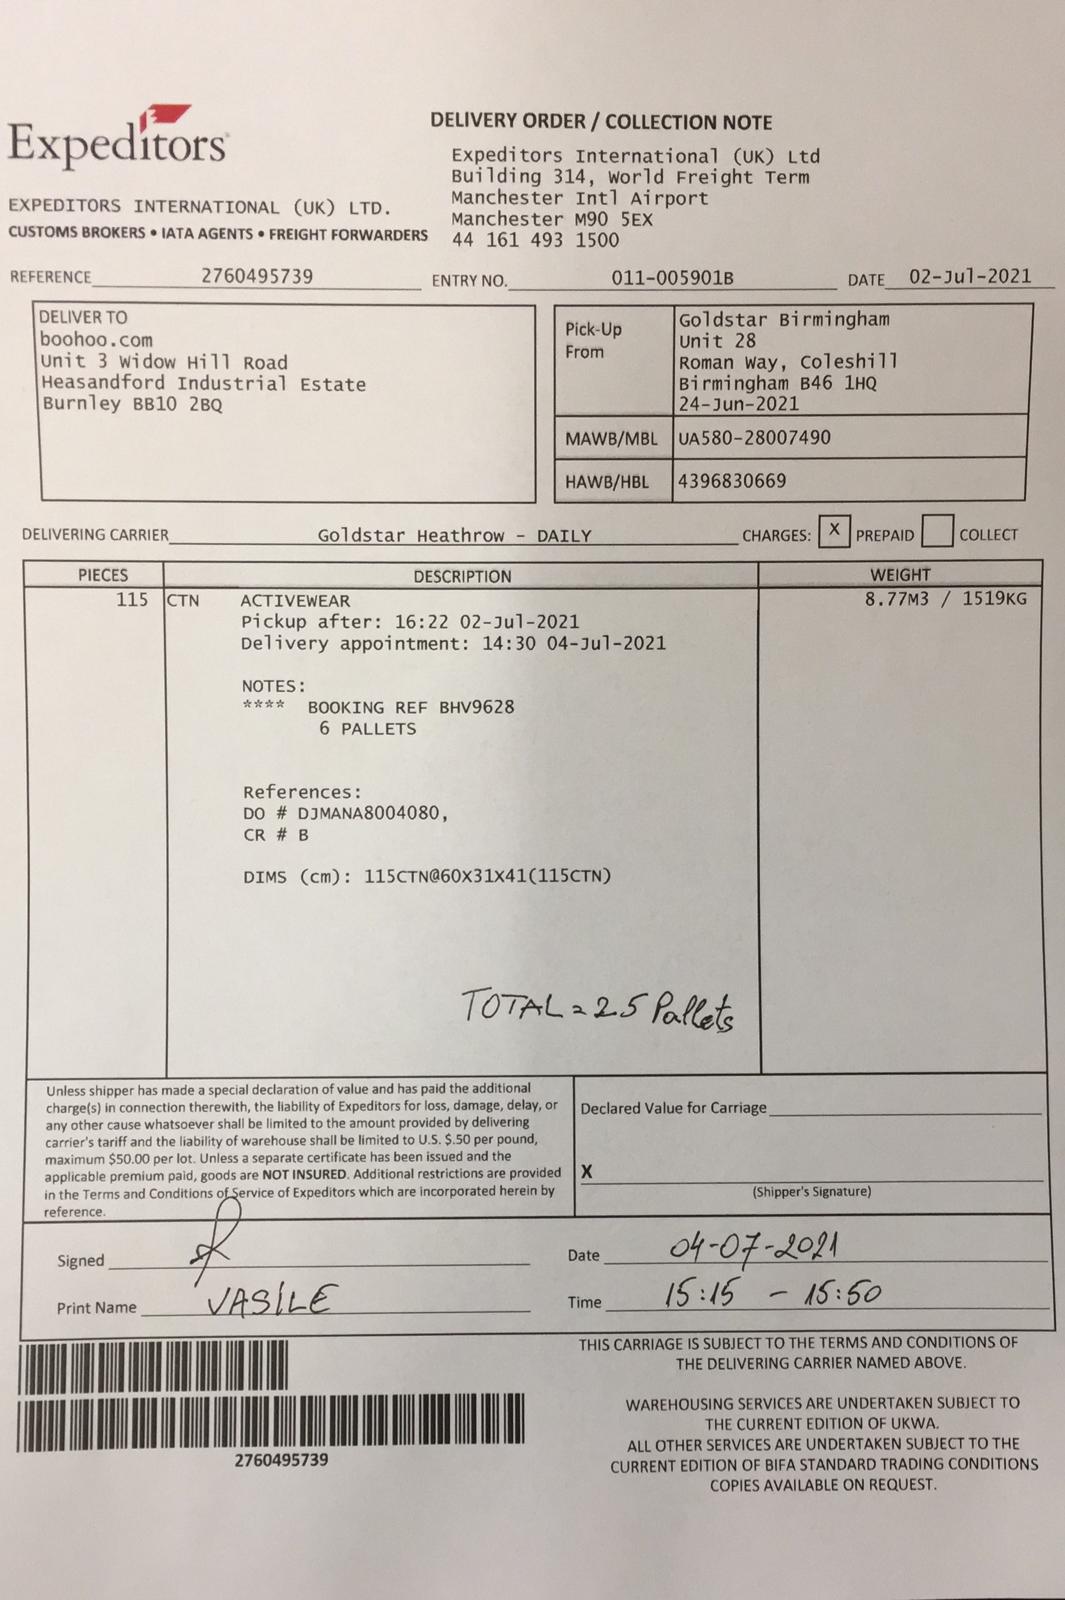 Expeditors
EXPEDITORS INTERNATIONAL (UK) LTD.
CUSTOMS BROKERS • IATA AGENTS • FREIGHT FORWARDERS
DELIVERY ORDER / COLLECTION NOTE
Expeditors International (UK) Ltd
Building 314, World Freight Term
Manchester Intl Airport
Manchester M90 5EX
44 161 493 1500
REFERENCE 2760495739 ENTRY NO. 011-005901B DATE 02-Jul-2021
DELIVER TO
boohoo.com
Unit 3 Widow Hill Road
Heasandford Industrial Estate
Burnley BB10 2BQ
Pick-Up
From
Goldstar Birmingham
Unit 28
Roman Way, Coleshill
Birmingham B46 1HQ
24-Jun-2021
MAWB/MBL UA580-28007490
HAWB/HBL 4396830669
DELIVERING CARRIER Goldstar Heathrow - DAILY CHARGES: X PREPAID COLLECT
PIECES DESCRIPTION WEIGHT
115 CTN ACTIVEWEAR 8.77M3 / 1519KG
Pickup after: 16:22 02-Jul-2021
Delivery appointment: 14:30 04-Jul-2021
NOTES:
**** BOOKING REF BHV9628
6 PALLETS
References:
DO # DJMANA8004080,
CR # B
DIMS (cm): 115CTN@60X31X41(115CTN)
TOTAL = 25 Pallets
Unless shipper has made a special declaration of value and has paid the additional
charge(s) in connection therewith, the liability of Expeditors for loss, damage, delay, or
any other cause whatsoever shall be limited to the amount provided by delivering
carrier's tariff and the liability of warehouse shall be limited to U.S. $.50 per pound,
maximum $50.00 per lot. Unless a separate certificate has been issued and the
applicable premium paid, goods are NOT INSURED. Additional restrictions are provided
in the Terms and Conditions of Service of Expeditors which are incorporated herein by
reference.
Declared Value for Carriage
X
(Shipper's Signature)
Signed
Date 04-07-2021
Print Name VASILE
Time 15:15 - 15:50
2760495739
THIS CARRIAGE IS SUBJECT TO THE TERMS AND CONDITIONS OF
THE DELIVERING CARRIER NAMED ABOVE.
WAREHOUSING SERVICES ARE UNDERTAKEN SUBJECT TO
THE CURRENT EDITION OF UKWA.
ALL OTHER SERVICES ARE UNDERTAKEN SUBJECT TO THE
CURRENT EDITION OF BIFA STANDARD TRADING CONDITIONS
COPIES AVAILABLE ON REQUEST.